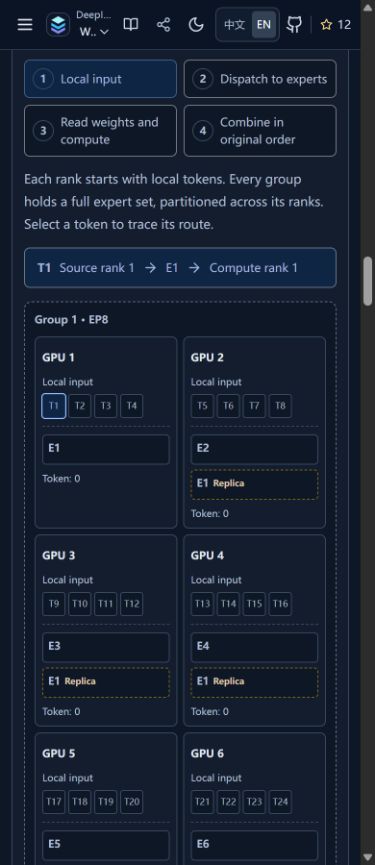 Deepl...
W..
中文
EN
12
1 Local input
2 Dispatch to experts
3 Read weights and
compute
4 Combine in
original order
Each rank starts with local tokens. Every group
holds a full expert set, partitioned across its ranks.
Select a token to trace its route.
T1 Source rank 1 → E1 → Compute rank 1
Group 1 • EP8
GPU 1
Local input
T1 T2 T3 T4
E1
Token: 0
GPU 2
Local input
T5 T6 T7 T8
E2
E1 Replica
Token: 0
GPU 3
Local input
T9 T10 T11 T12
E3
E1 Replica
Token: 0
GPU 4
Local input
T13 T14 T15 T16
E4
E1 Replica
Token: 0
GPU 5
Local input
T17 T18 T19 T20
E5
GPU 6
Local input
T21 T22 T23 T24
E6